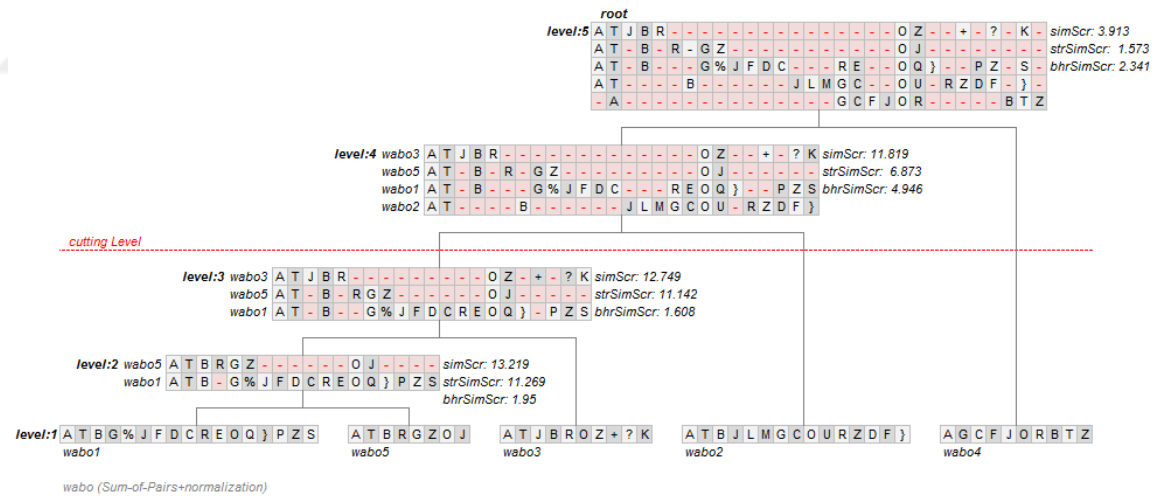 root
level:5 A T J B R - - - - - - - - - - - - - - - O Z - - + - ? - K - simScr: 3.913
A T - B - R - G Z - - - - - - - - - - - O J - - - - - - - - strSimScr: 1.573
A T - B - - - G % J F D C - - - R E - - O Q } - - P Z - S - bhrSimScr: 2.341
A T - - - - B - - - - - - J L M G C - - O U - R Z D F - } -
- A - - - - - - - - - - - - - - G C F J O R - - - - - B T Z
level:4 wabo3 A T J B R - - - - - - - - - - - - - O Z - - + - ? K simScr: 11.819
wabo5 A T - B - R - G Z - - - - - - - - - O J - - - - - - strSimScr: 6.873
wabo1 A T - B - - - G % J F D C - - - R E O Q } - - P Z S bhrSimScr: 4.946
wabo2 A T - - - - B - - - - - - J L M G C O U - R Z D F }
cutting Level
level:3 wabo3 A T J B R - - - - - - - - - O Z - + - ? K simScr: 12.749
wabo5 A T - B - R G Z - - - - - - O J - - - - - strSimScr: 11.142
wabo1 A T - B - - G % J F D C R E O Q } - P Z S bhrSimScr: 1.608
level:2 wabo5 A T B R G Z - - - - - - O J - - - - simScr: 13.219
wabo1 A T B - G % J F D C R E O Q } P Z S strSimScr: 11.269
bhrSimScr: 1.95
level:1 A T B G % J F D C R E O Q } P Z S A T B R G Z O J A T J B R O Z + ? K A T B J L M G C O U R Z D F } A G C F J O R B T Z
wabo1 wabo5 wabo3 wabo2 wabo4
wabo (Sum-of-Pairs+normalization)